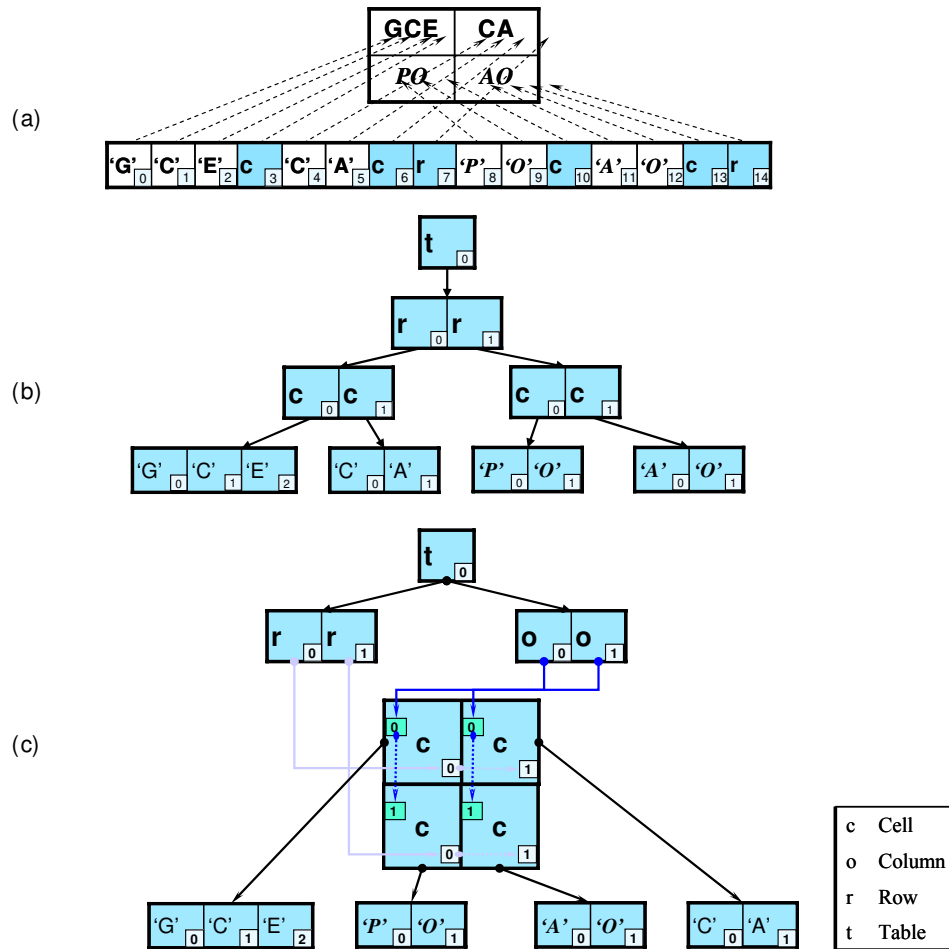 GCE CA
PO AO
(a)
‘G’ 0 ‘C’ 1 ‘E’ 2 c 3 ‘C’ 4 ‘A’ 5 c 6 r 7 ‘P’ 8 ‘O’ 9 c 10 ‘A’ 11 ‘O’ 12 c 13 r 14
t 0
r 0 r 1
(b)
c 0 c 1 c 0 c 1
‘G’ 0 ‘C’ 1 ‘E’ 2 ‘C’ 0 ‘A’ 1 ‘P’ 0 ‘O’ 1 ‘A’ 0 ‘O’ 1
t 0
r 0 r 1 o 0 o 1
(c)
0 c 0 0 c 1
1 c 0 1 c 1
‘G’ 0 ‘C’ 1 ‘E’ 2 ‘P’ 0 ‘O’ 1 ‘A’ 0 ‘O’ 1 ‘C’ 0 ‘A’ 1
c Cell
o Column
r Row
t Table